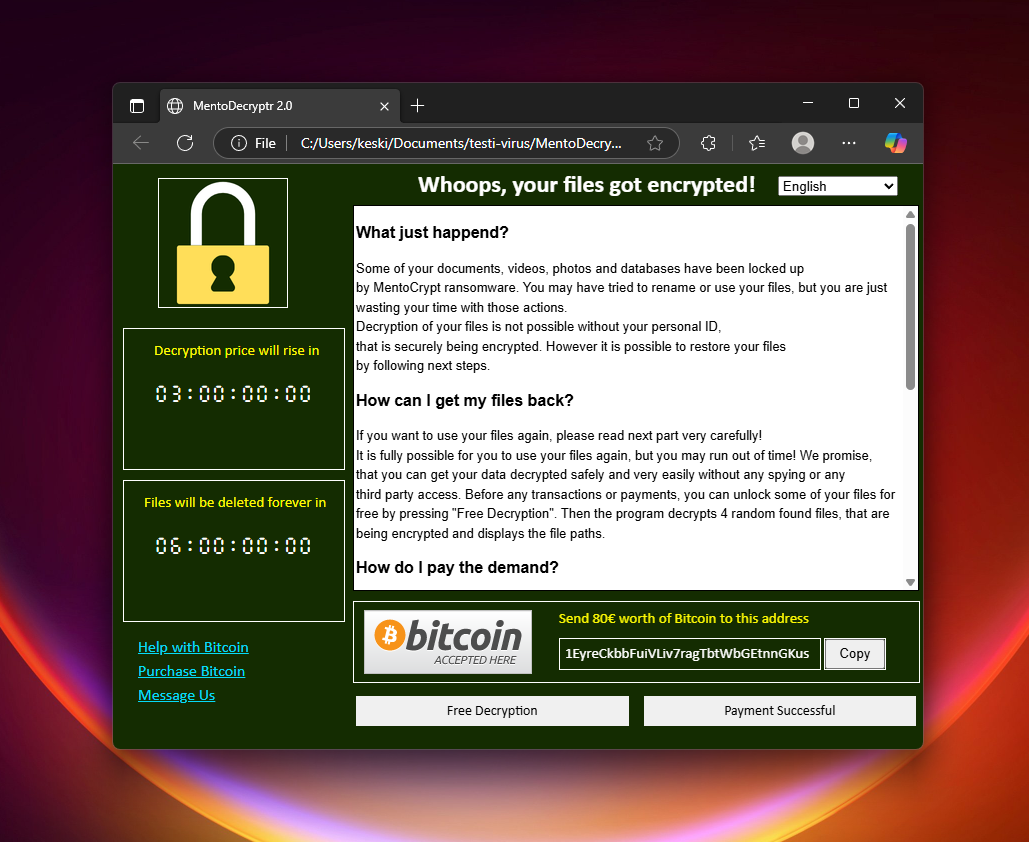 MentoDecryptr 2.0
File
C:/Users/keski/Documents/testi-virus/MentoDecry...
Whoops, your files got encrypted!
English
Decryption price will rise in
03:00:00:00
Files will be deleted forever in
06:00:00:00
Help with Bitcoin
Purchase Bitcoin
Message Us
What just happend?
Some of your documents, videos, photos and databases have been locked up
by MentoCrypt ransomware. You may have tried to rename or use your files, but you are just
wasting your time with those actions.
Decryption of your files is not possible without your personal ID,
that is securely being encrypted. However it is possible to restore your files
by following next steps.
How can I get my files back?
If you want to use your files again, please read next part very carefully!
It is fully possible for you to use your files again, but you may run out of time! We promise,
that you can get your data decrypted safely and very easily without any spying or any
third party access. Before any transactions or payments, you can unlock some of your files for
free by pressing "Free Decryption". Then the program decrypts 4 random found files, that are
being encrypted and displays the file paths.
How do I pay the demand?
bitcoin
ACCEPTED HERE
Send 80€ worth of Bitcoin to this address
1EyreCkbbFuiVLiv7ragTbtWbGEtnnGKus
Copy
Free Decryption
Payment Successful